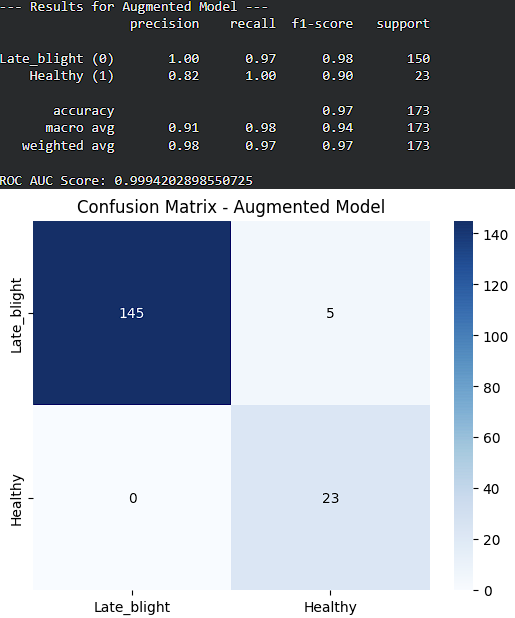 --- Results for Augmented Model ---
precision recall f1-score support
Late_blight (0) 1.00 0.97 0.98 150
Healthy (1) 0.82 1.00 0.90 23
accuracy 0.97 173
macro avg 0.91 0.98 0.94 173
weighted avg 0.98 0.97 0.97 173
ROC AUC Score: 0.9994202898550725
Confusion Matrix - Augmented Model
Late_blight
145 5
Healthy
0 23
Late_blight Healthy
140
120
100
80
60
40
20
0